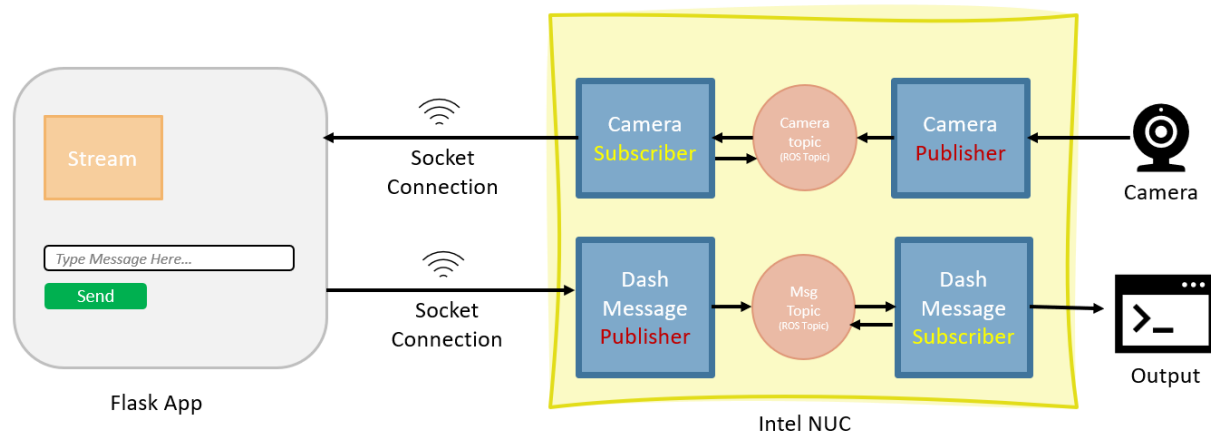 Stream
Type Message Here...
Send
Flask App
Socket
Connection
Socket
Connection
Camera
Subscriber
Camera
topic
(ROS Topic)
Camera
Publisher
Camera
Dash
Message
Publisher
Msg
Topic
(ROS Topic)
Dash
Message
Subscriber
Output
Intel NUC